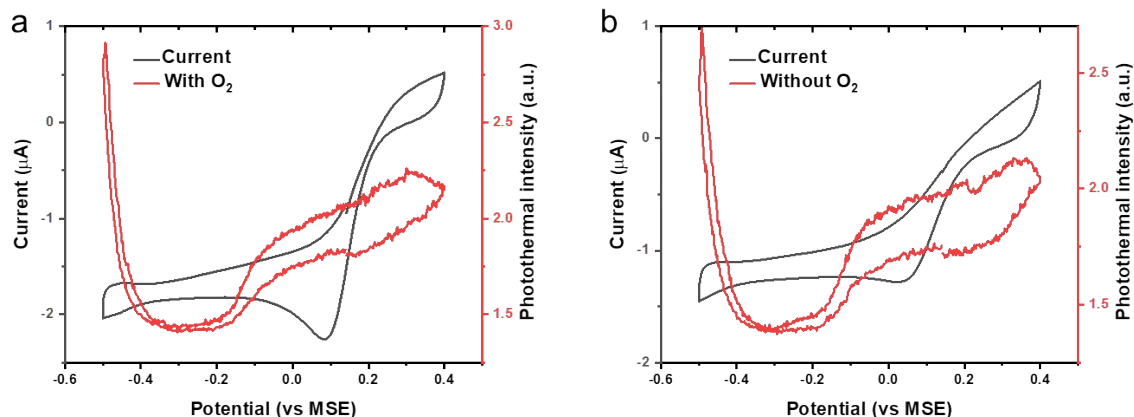 a
Current
With O2
1
0
-1
-2
3.0
2.5
2.0
1.5
-0.6
-0.4
-0.2
0.0
0.2
0.4
Current (μA)
Photothermal intensity (a.u.)
Potential (vs MSE)
b
Current
Without O2
1
0
-1
-2
2.5
2.0
1.5
-0.6
-0.4
-0.2
0.0
0.2
0.4
Current (μA)
Photothermal intensity (a.u.)
Potential (vs MSE)